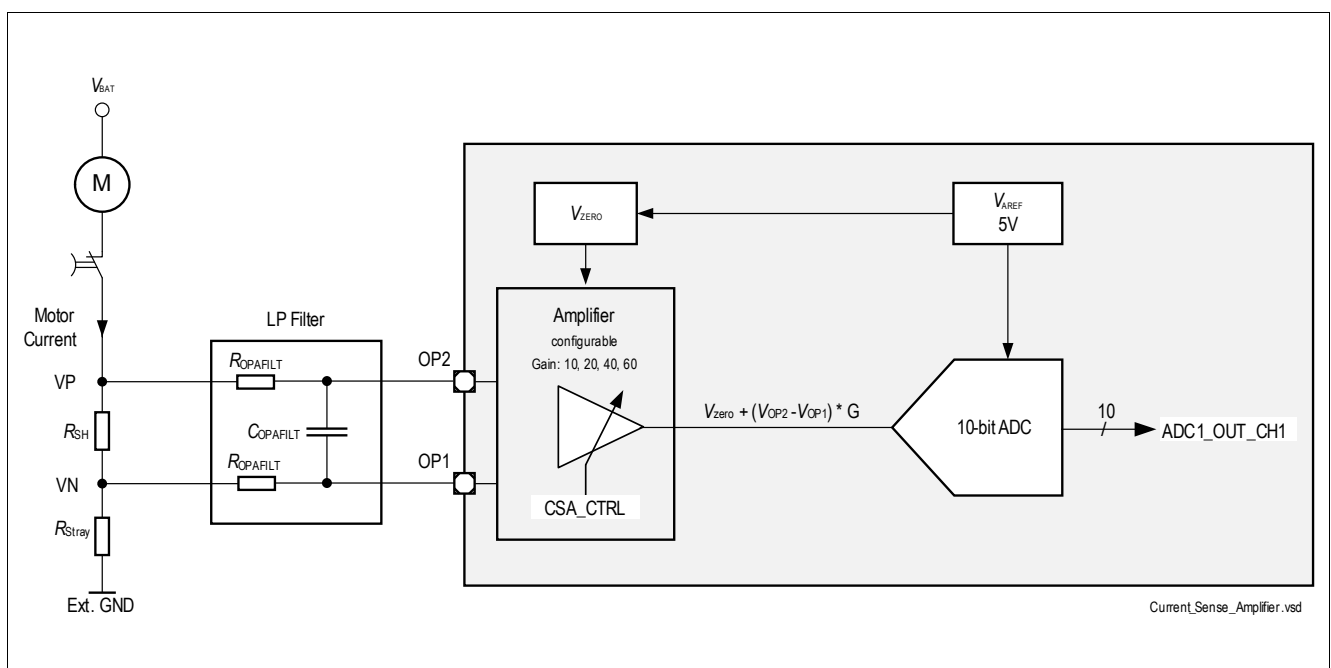 VBAT
M
Motor
Current
VP
RSH
VN
RStray
Ext. GND
LP Filter
ROPAFILT
COPAFILT
ROPAFILT
OP2
OP1
VZERO
VAREF
5V
Amplifier
configurable
Gain: 10, 20, 40, 60
CSA_CTRL
Vzero + (VOP2 -VOP1) * G
10-bit ADC
10
ADC1_OUT_CH1
Current_Sense_Amplifier.vsd